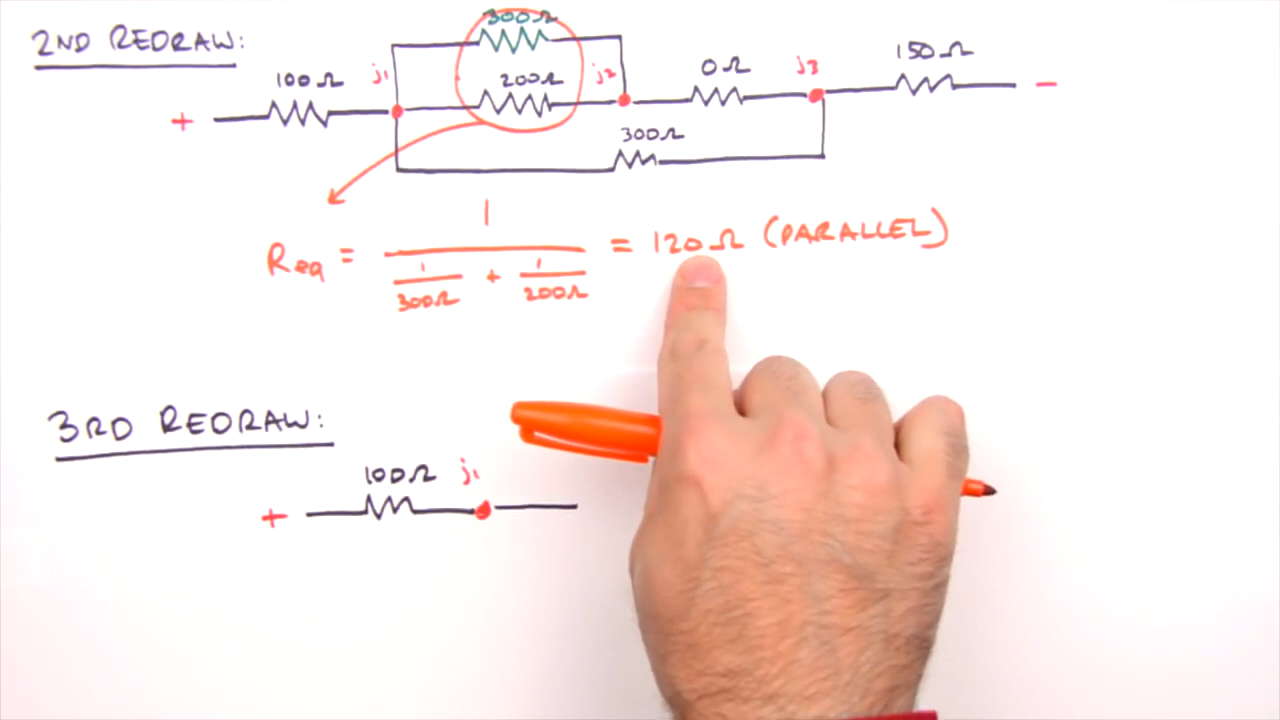 2ND REDRAW:
300Ω
150Ω
100Ω
j1
200Ω
j2
0Ω
j3
+
-
300Ω
Req = 1 / (1/300Ω + 1/200Ω) = 120Ω (PARALLEL)
3RD REDRAW:
100Ω
j1
+